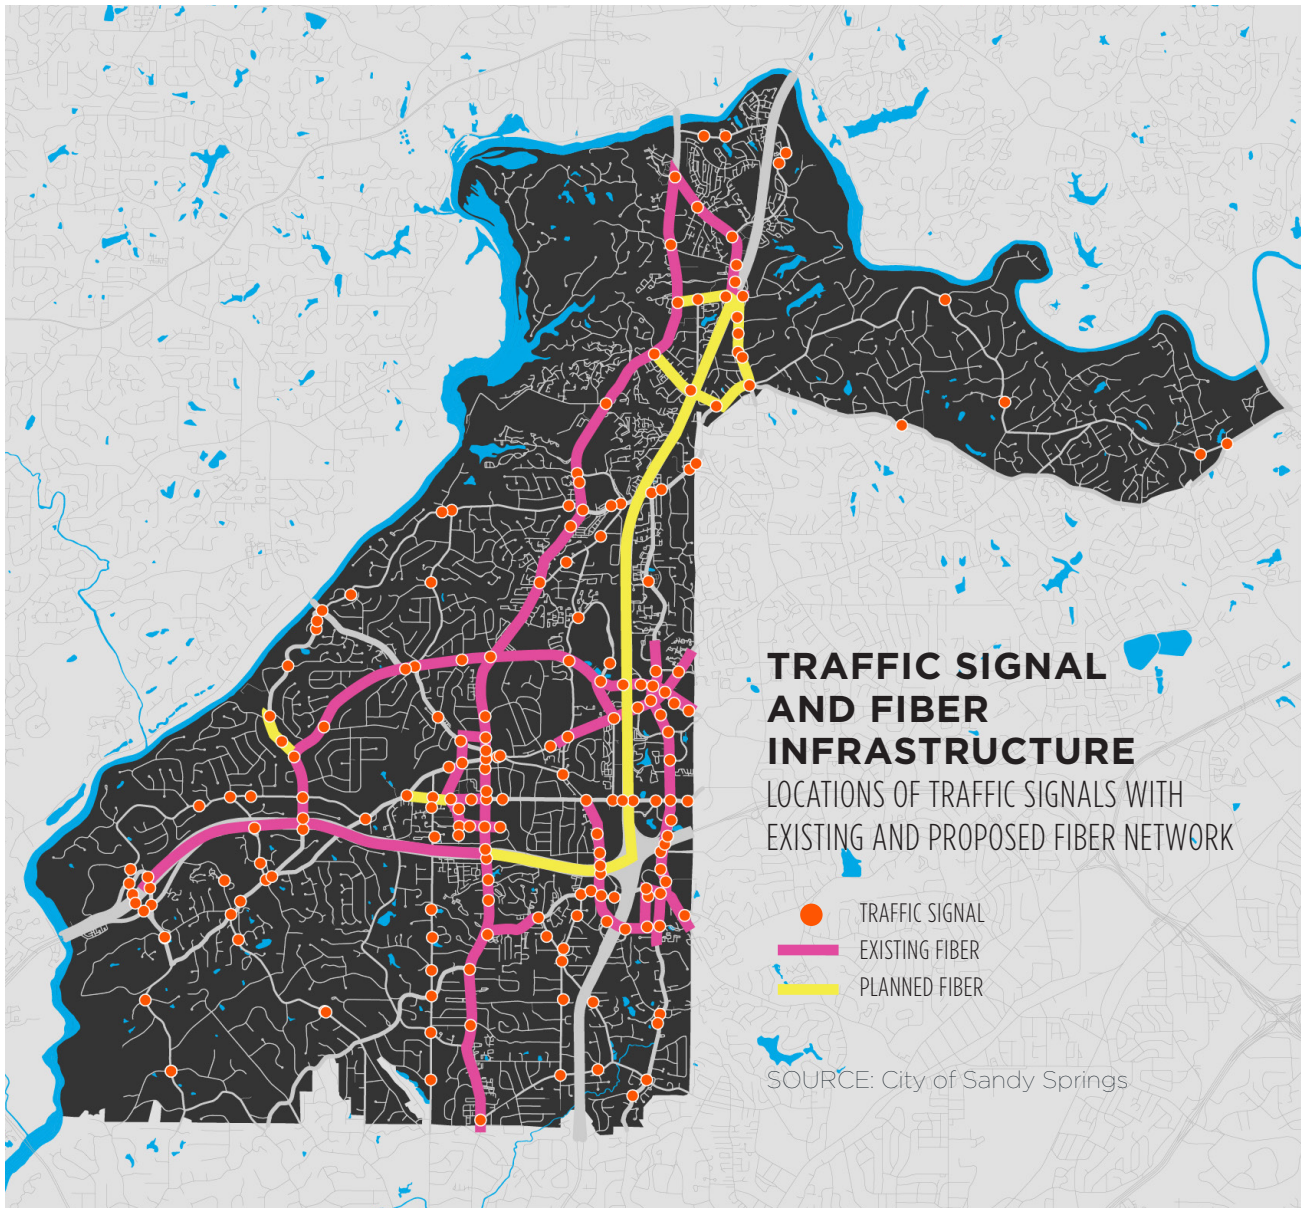 TRAFFIC SIGNAL
AND FIBER
INFRASTRUCTURE
LOCATIONS OF TRAFFIC SIGNALS WITH
EXISTING AND PROPOSED FIBER NETWORK
TRAFFIC SIGNAL
EXISTING FIBER
PLANNED FIBER
SOURCE: City of Sandy Springs